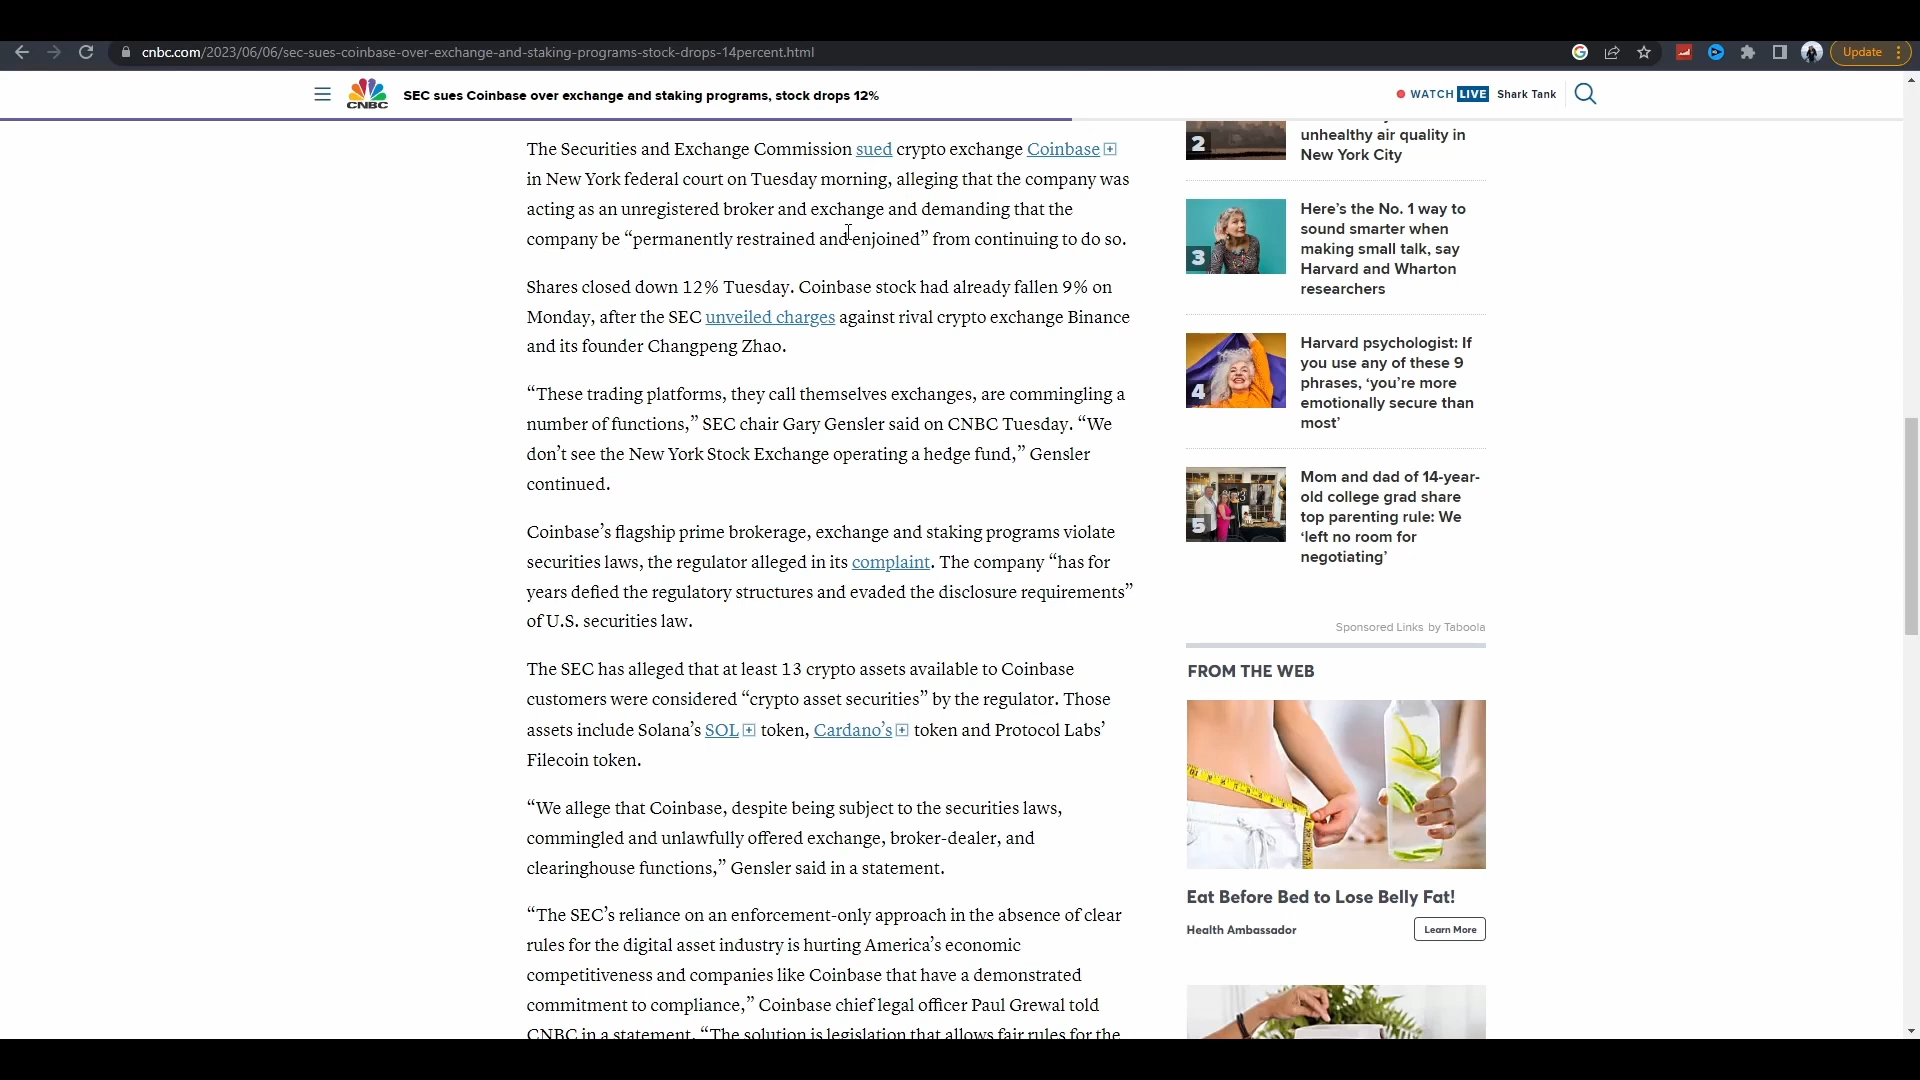 cnbc.com/2023/06/06/sec-sues-coinbase-over-exchange-and-staking-programs-stock-drops-14percent.html
Update
CNBC
SEC sues Coinbase over exchange and staking programs, stock drops 12%
WATCH LIVE Shark Tank
The Securities and Exchange Commission sued crypto exchange Coinbase
in New York federal court on Tuesday morning, alleging that the company was
acting as an unregistered broker and exchange and demanding that the
company be “permanently restrained and enjoined” from continuing to do so.
Shares closed down 12% Tuesday. Coinbase stock had already fallen 9% on
Monday, after the SEC unveiled charges against rival crypto exchange Binance
and its founder Changpeng Zhao.
“These trading platforms, they call themselves exchanges, are commingling a
number of functions,” SEC chair Gary Gensler said on CNBC Tuesday. “We
don’t see the New York Stock Exchange operating a hedge fund,” Gensler
continued.
Coinbase’s flagship prime brokerage, exchange and staking programs violate
securities laws, the regulator alleged in its complaint. The company “has for
years defied the regulatory structures and evaded the disclosure requirements”
of U.S. securities law.
The SEC has alleged that at least 13 crypto assets available to Coinbase
customers were considered “crypto asset securities” by the regulator. Those
assets include Solana’s SOL token, Cardano’s token and Protocol Labs’
Filecoin token.
“We allege that Coinbase, despite being subject to the securities laws,
commingled and unlawfully offered exchange, broker-dealer, and
clearinghouse functions,” Gensler said in a statement.
“The SEC’s reliance on an enforcement-only approach in the absence of clear
rules for the digital asset industry is hurting America’s economic
competitiveness and companies like Coinbase that have a demonstrated
commitment to compliance,” Coinbase chief legal officer Paul Grewal told
CNBC in a statement. “The solution is legislation that allows fair rules for the
2
unhealthy air quality in
New York City
3
Here’s the No. 1 way to
sound smarter when
making small talk, say
Harvard and Wharton
researchers
4
Harvard psychologist: If
you use any of these 9
phrases, ‘you’re more
emotionally secure than
most’
5
Mom and dad of 14-year-
old college grad share
top parenting rule: We
‘left no room for
negotiating’
Sponsored Links by Taboola
FROM THE WEB
Eat Before Bed to Lose Belly Fat!
Health Ambassador
Learn More